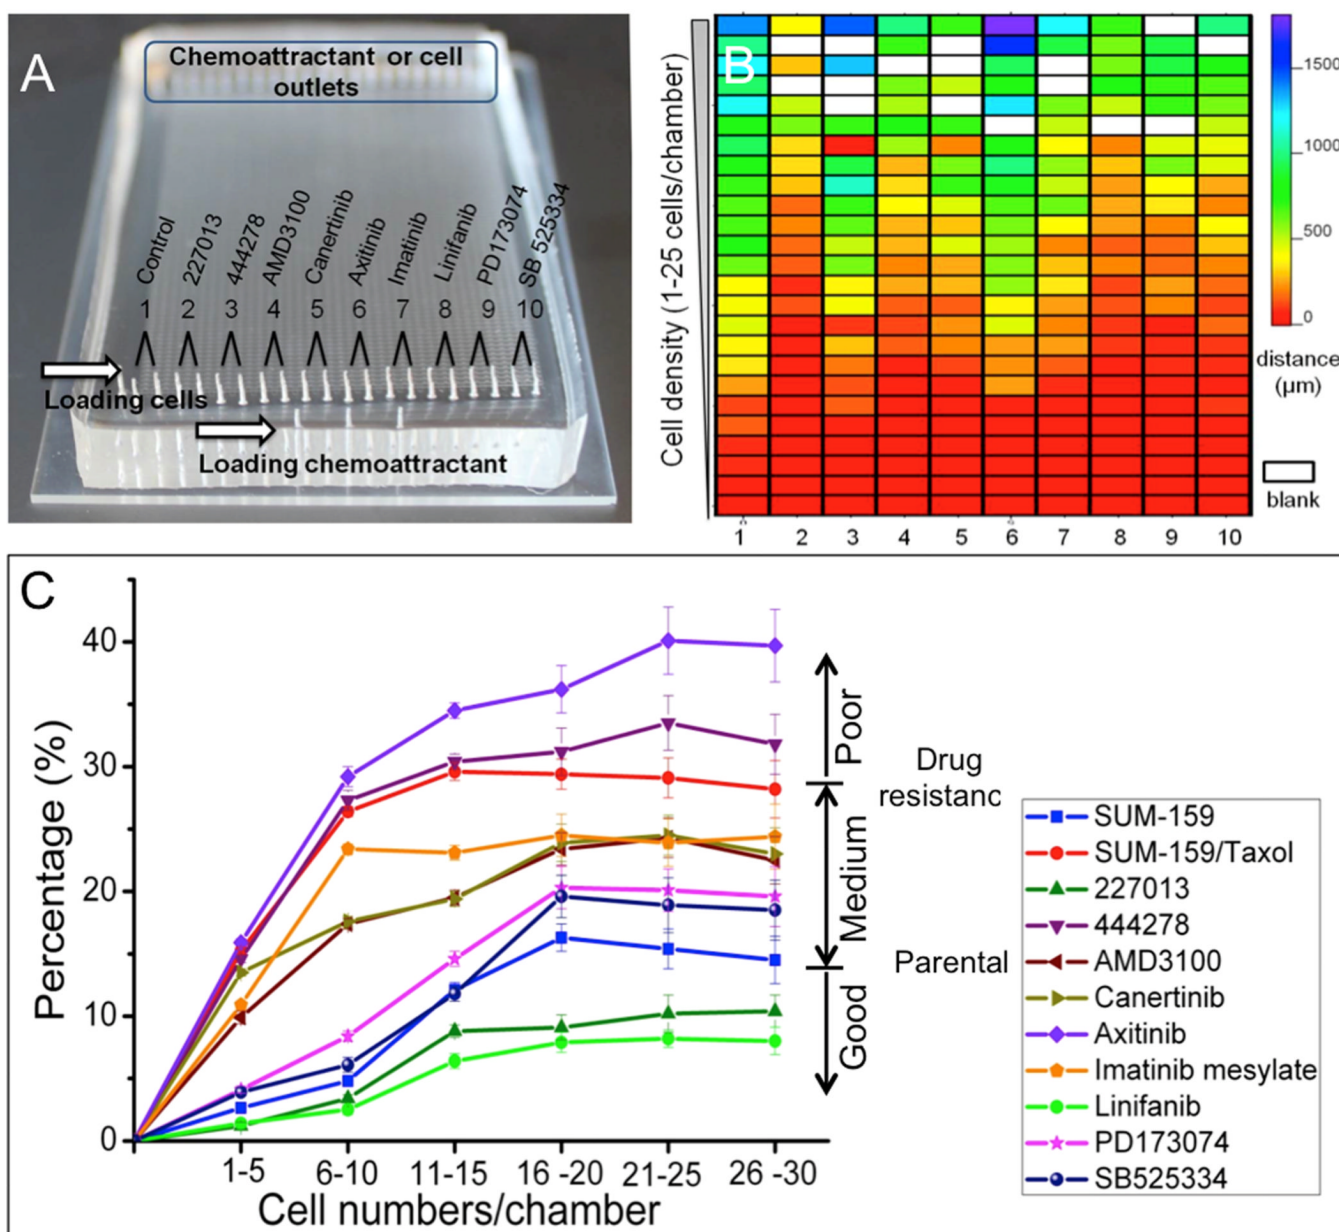 A
Chemoattractant or cell
outlets
Control
227013
444278
AMD3100
Canertinib
Axitinib
Imatinib
Linifanib
PD173074
SB 525334
1 2 3 4 5 6 7 8 9 10
Loading cells
Loading chemoattractant
B
Cell density (1-25 cells/chamber)
1 2 3 4 5 6 7 8 9 10
1500
1000
500
0
distance
(µm)
blank
C
Percentage (%)
40
30
20
10
0
1-5 6-10 11-15 16 -20 21-25 26 -30
Cell numbers/chamber
Poor
Medium
Good
Drug
resistanc
Parental
SUM-159
SUM-159/Taxol
227013
444278
AMD3100
Canertinib
Axitinib
Imatinib mesylate
Linifanib
PD173074
SB525334